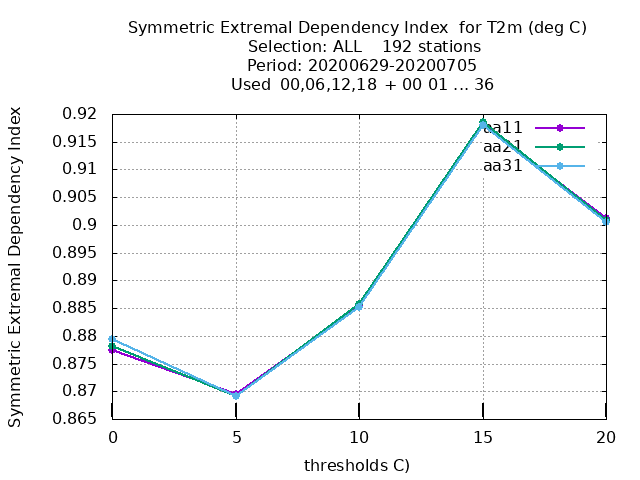 Symmetric Extremal Dependency Index for T2m (deg C)
Selection: ALL 192 stations
Period: 20200629-20200705
Used 00,06,12,18 + 00 01 ... 36
Symmetric Extremal Dependency Index
0.92
0.915
0.91
0.905
0.9
0.895
0.89
0.885
0.88
0.875
0.87
0.865
aa11
aa21
aa31
0 5 10 15 20
thresholds C)